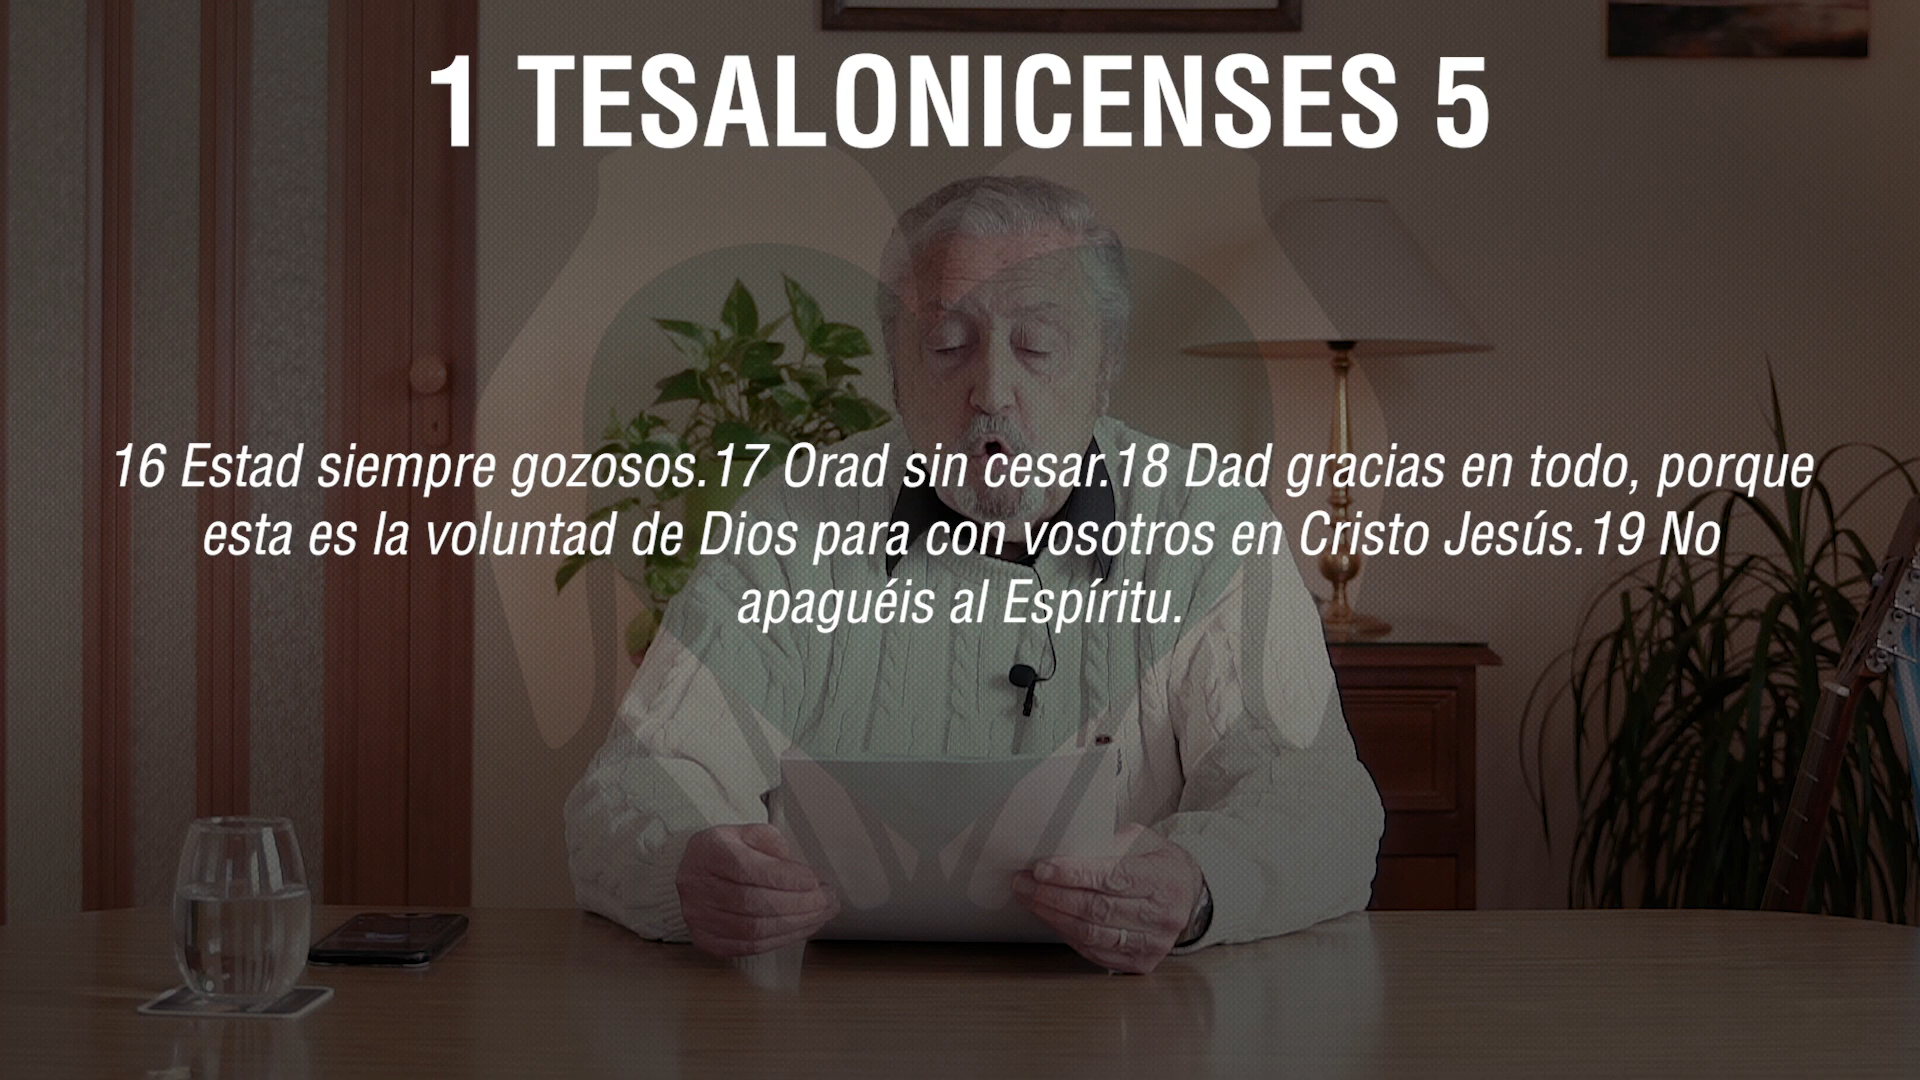 1 TESALONICENSES 5
16 Estad siempre gozosos.17 Orad sin cesar.18 Dad gracias en todo, porque
esta es la voluntad de Dios para con vosotros en Cristo Jesús.19 No
apaguéis al Espíritu.